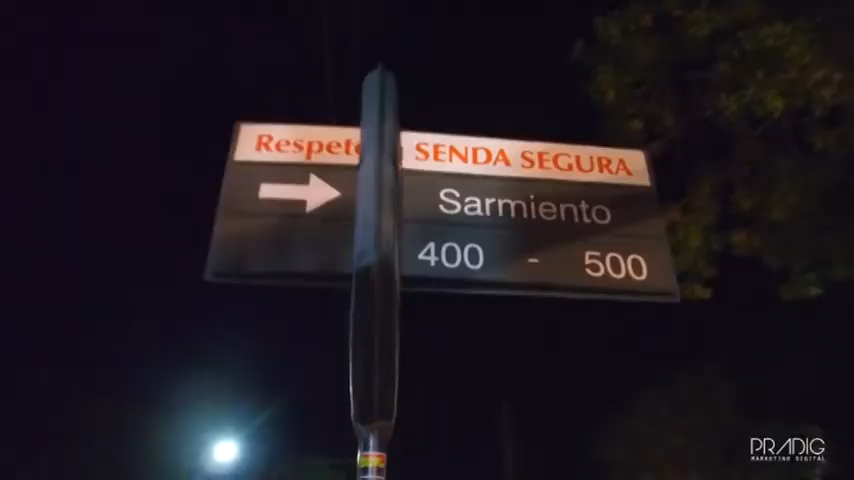 Respete SENDA SEGURA
Sarmiento
400 - 500
PRADIG
MARKETING DIGITAL